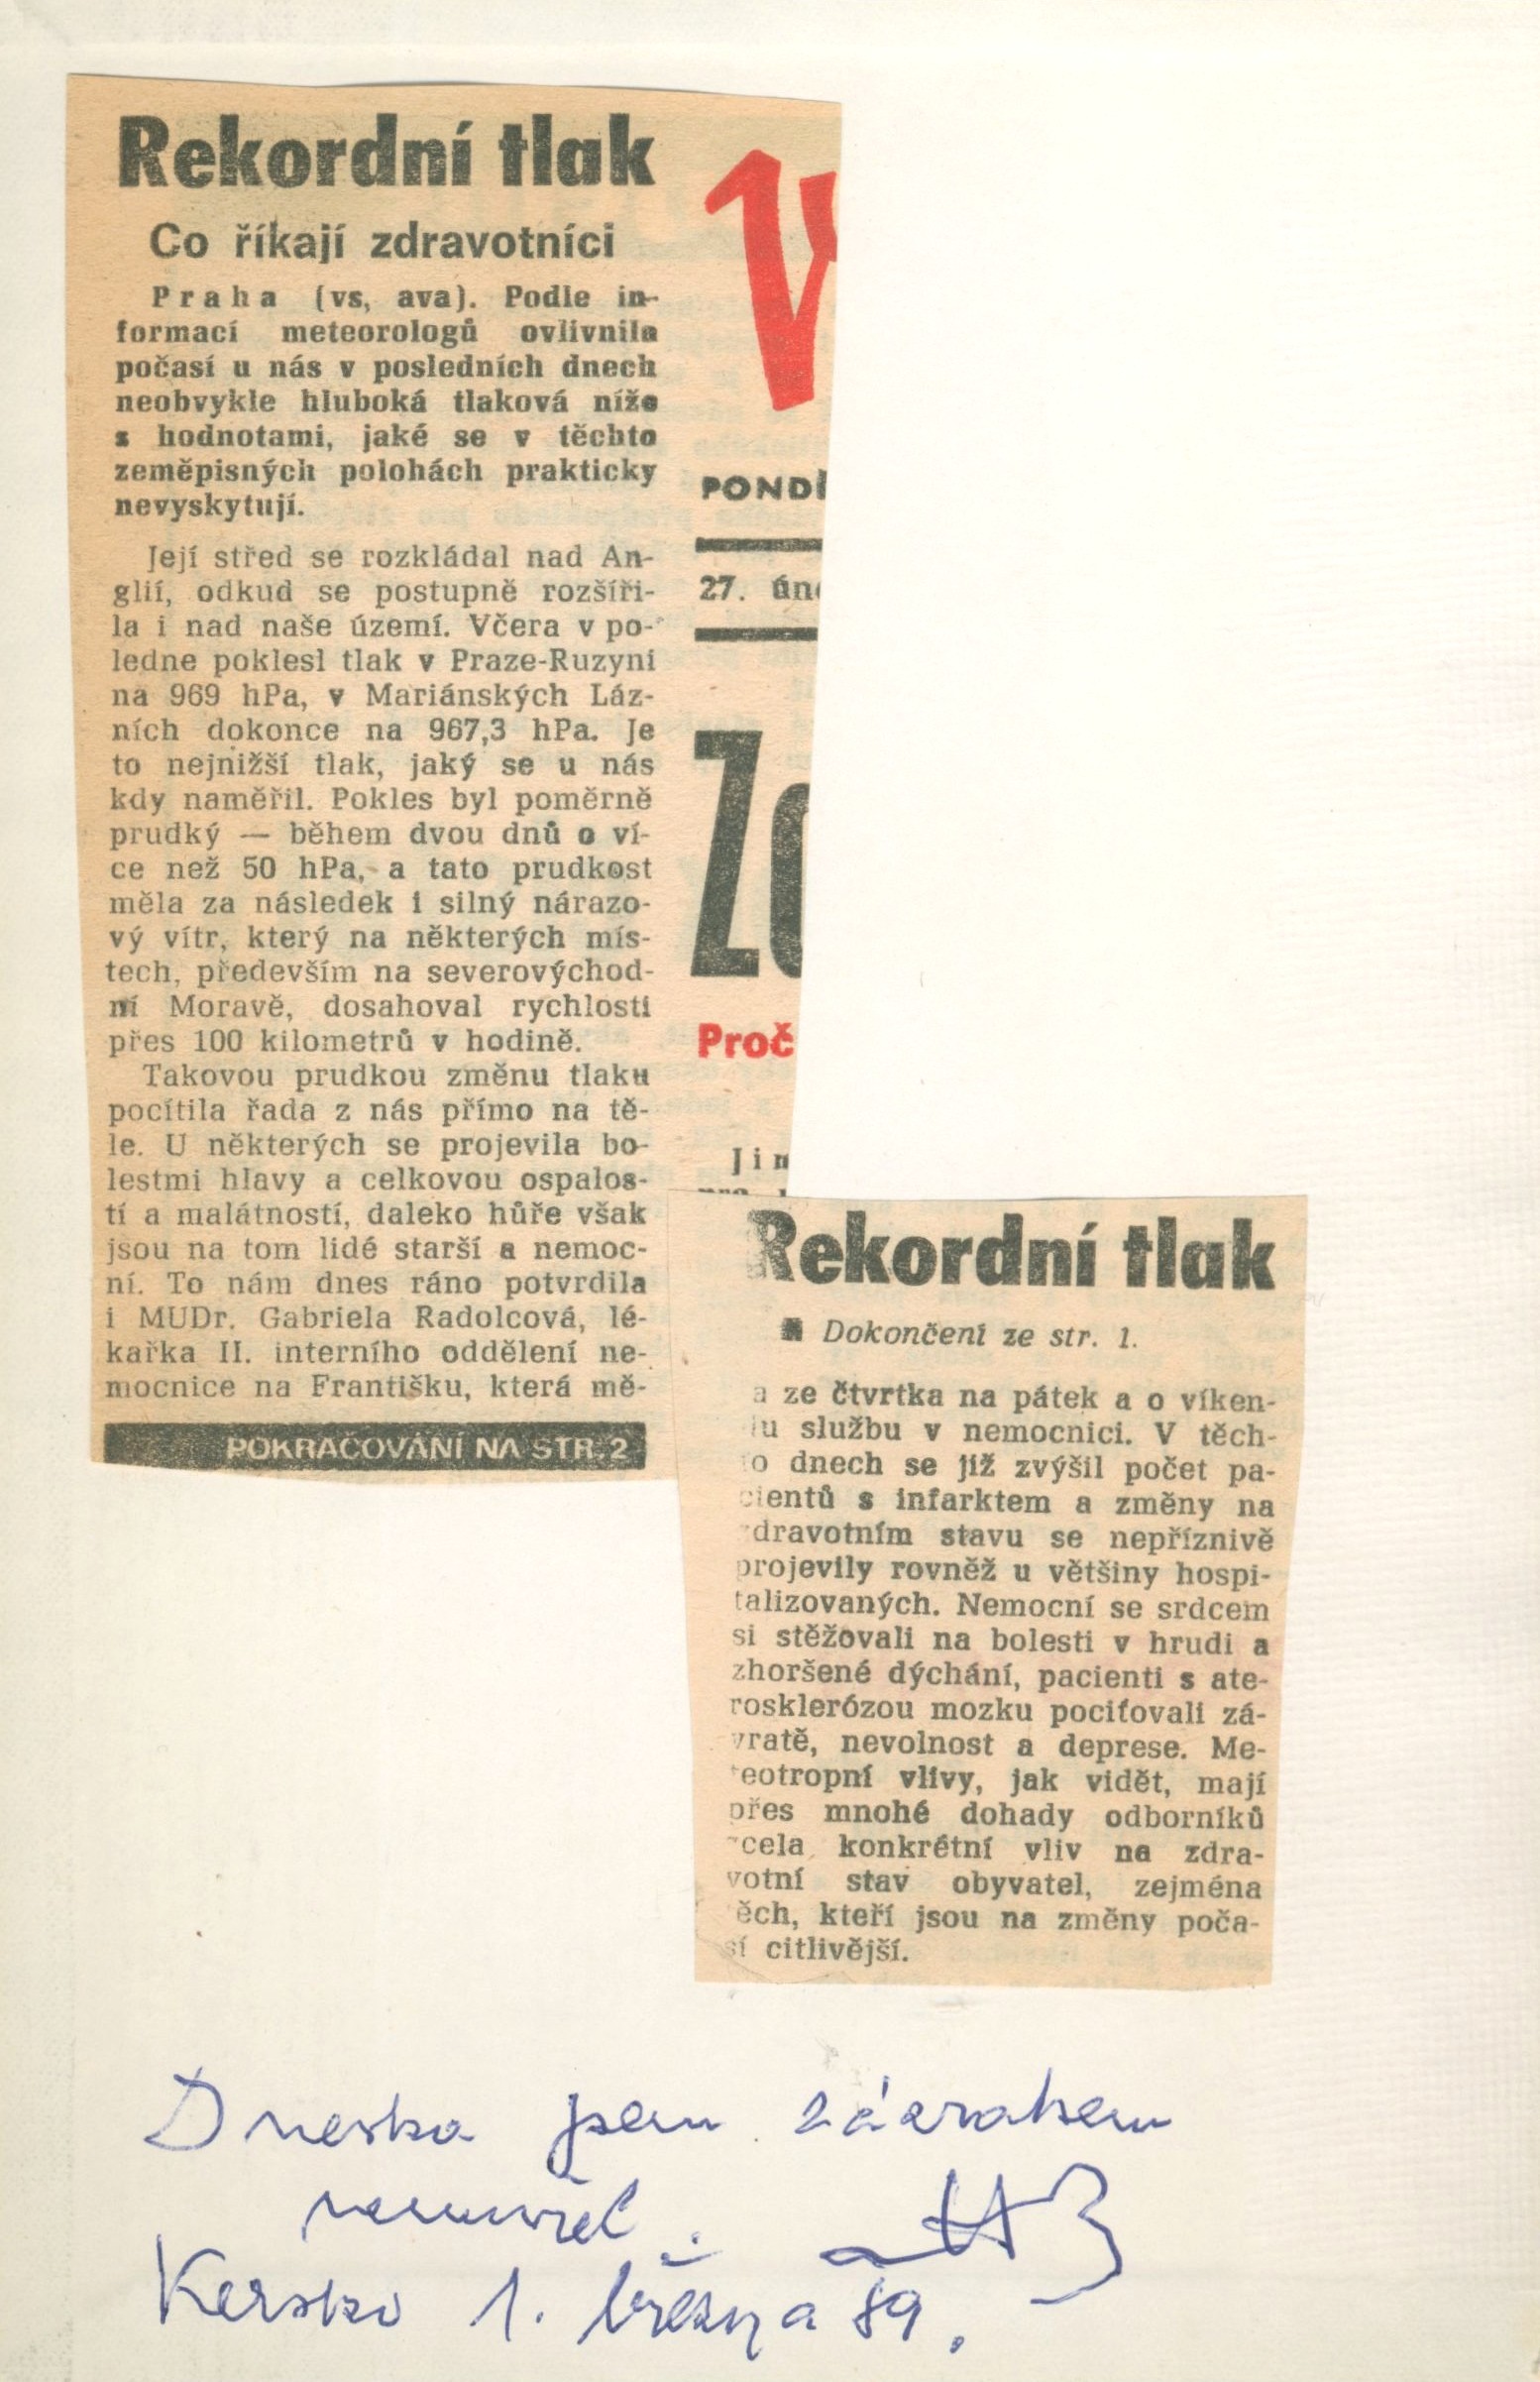 Rekordní tlak
Co říkají zdravotníci
Praha (vs, ava). Podle in-
formací meteorologů ovlivnila
počasí u nás v posledních dnech
neobvykle hluboká tlaková níže
s hodnotami, jaké se v těchto
zeměpisných polohách prakticky
nevyskytují.
Její střed se rozkládal nad An-
glií, odkud se postupně rozšíři-
la i nad naše území. Včera v po-
ledne poklesl tlak v Praze-Ruzyni
na 969 hPa, v Mariánských Láz-
ních dokonce na 967,3 hPa. Je
to nejnižší tlak, jaký se u nás
kdy naměřil. Pokles byl poměrně
prudký — během dvou dnů o ví-
ce než 50 hPa, a tato prudkost
měla za následek i silný nárazo-
vý vítr, který na některých mís-
tech, především na severovýchod-
ní Moravě, dosahoval rychlosti
přes 100 kilometrů v hodině.
Takovou prudkou změnu tlaku
pocítila řada z nás přímo na tě-
le. U některých se projevila bo-
lestmi hlavy a celkovou ospalos-
tí a malátností, daleko hůře však
jsou na tom lidé starší a nemoc-
ní. To nám dnes ráno potvrdila
i MUDr. Gabriela Radolcová, lé-
kařka II. interního oddělení ne-
mocnice na Františku, která mě-
POKRAČOVÁNÍ NA STR. 2
V
PONDĚ
27. úno
Zo
Proč
Jin
Rekordní tlak
■ Dokončení ze str. 1.
a ze čtvrtka na pátek a o víken-
du službu v nemocnici. V těch-
to dnech se již zvýšil počet pa-
cientů s infarktem a změny na
zdravotním stavu se nepříznivě
projevily rovněž u většiny hospi-
talizovaných. Nemocní se srdcem
si stěžovali na bolesti v hrudi a
zhoršené dýchání, pacienti s ate-
rosklerózou mozku pociťovali zá-
vratě, nevolnost a deprese. Me-
teotropní vlivy, jak vidět, mají
přes mnohé dohady odborníků
zcela konkrétní vliv na zdra-
votní stav obyvatel, zejména
těch, kteří jsou na změny poča-
sí citlivější.
Dneska jsem zázrakem
neumřel.
Kersko 1. března 89.